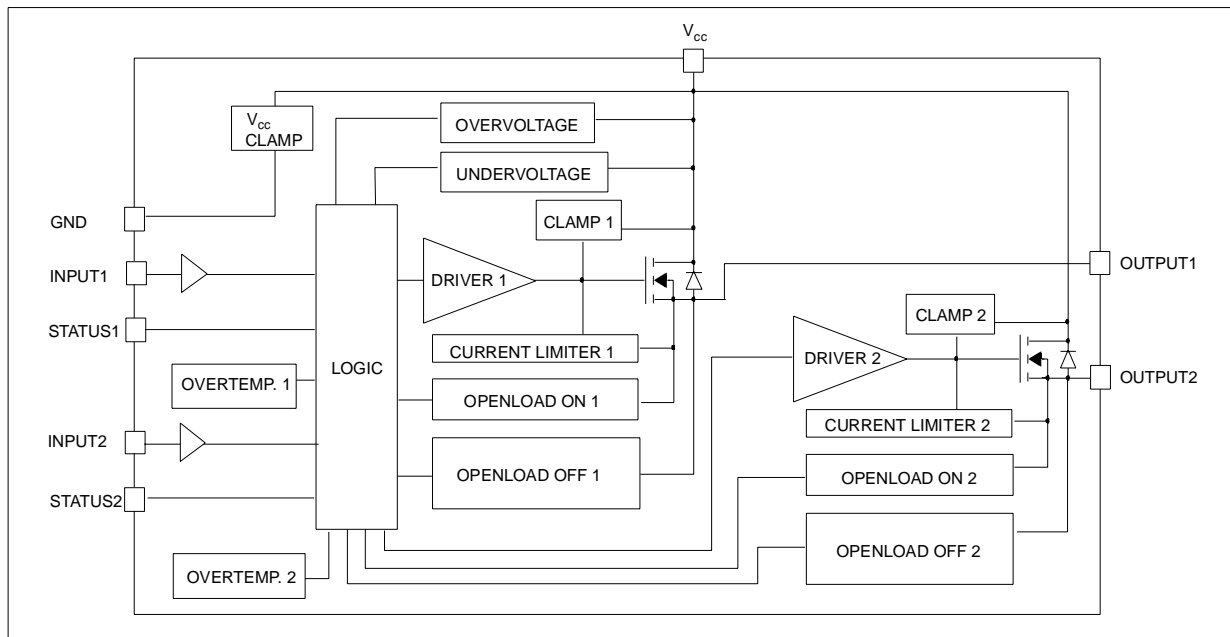 Vcc
Vcc
CLAMP
OVERVOLTAGE
UNDERVOLTAGE
GND
CLAMP 1
INPUT1
DRIVER 1
OUTPUT1
STATUS1
CLAMP 2
CURRENT LIMITER 1
LOGIC
DRIVER 2
OVERTEMP. 1
OUTPUT2
OPENLOAD ON 1
CURRENT LIMITER 2
INPUT2
OPENLOAD OFF 1
OPENLOAD ON 2
STATUS2
OPENLOAD OFF 2
OVERTEMP. 2